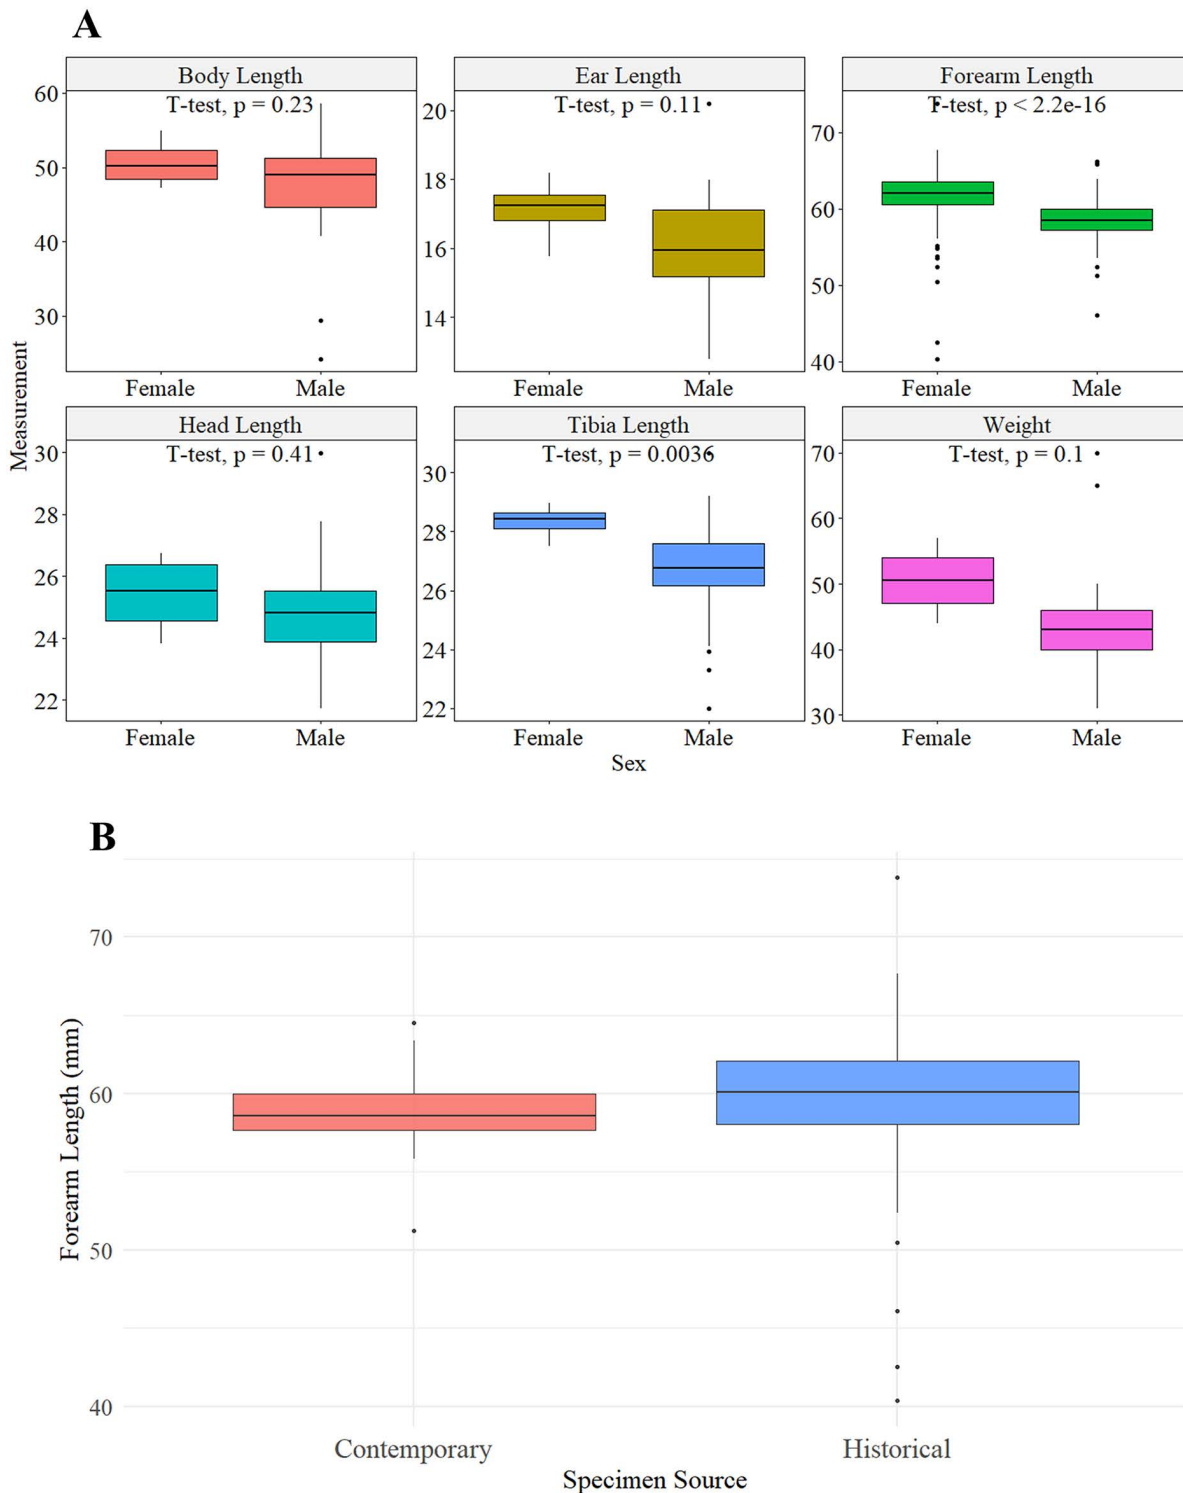 A
Body Length
Ear Length
Forearm Length
T-test, p = 0.23
T-test, p = 0.11
T-test, p < 2.2e-16
60
50
40
30
20
18
16
14
70
60
50
40
Female
Male
Female
Male
Female
Male
Measurement
Head Length
Tibia Length
Weight
T-test, p = 0.41
T-test, p = 0.0036
T-test, p = 0.1
30
28
26
24
22
30
28
26
24
22
70
60
50
40
30
Female
Male
Female
Male
Female
Male
Sex
B
Forearm Length (mm)
70
60
50
40
Contemporary
Historical
Specimen Source